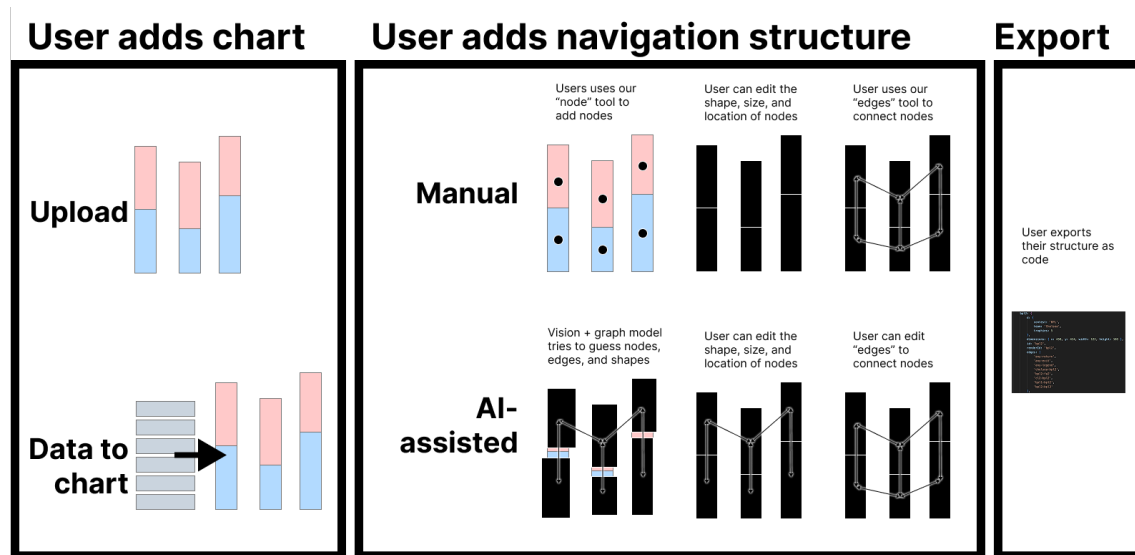 User adds chart
User adds navigation structure
Export
Upload
Data to
chart
Manual
Users uses our
“node” tool to
add nodes
User can edit the
shape, size, and
location of nodes
User uses our
“edges” tool to
connect nodes
AI-
assisted
Vision + graph model
tries to guess nodes,
edges, and shapes
User can edit the
shape, size, and
location of nodes
User can edit
“edges” to
connect nodes
User exports
their structure as
code